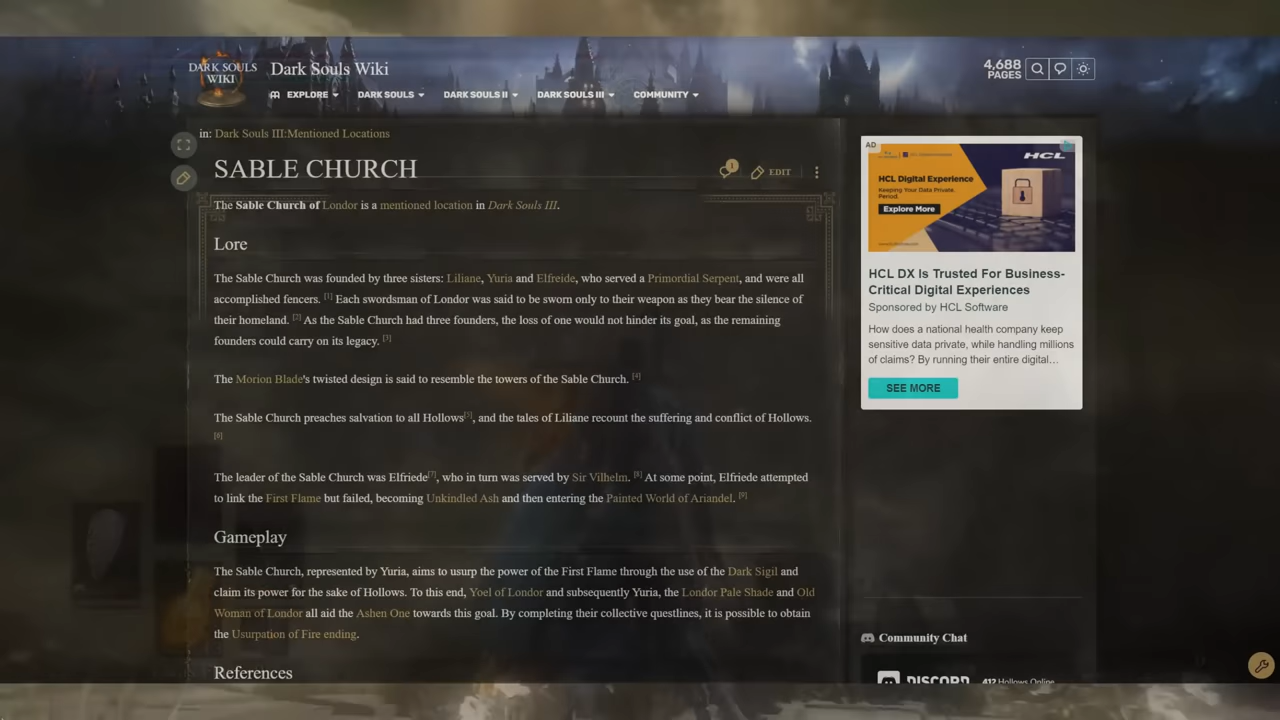 DARK SOULS
WIKI
Dark Souls Wiki
EXPLORE
DARK SOULS
DARK SOULS II
DARK SOULS III
COMMUNITY
4,688
PAGES
in: Dark Souls III:Mentioned Locations
SABLE CHURCH
1
EDIT
The Sable Church of Londor is a mentioned location in Dark Souls III.
Lore
The Sable Church was founded by three sisters: Liliane, Yuria and Elfreide, who served a Primordial Serpent, and were all
accomplished fencers. [1] Each swordsman of Londor was said to be sworn only to their weapon as they bear the silence of
their homeland. [2] As the Sable Church had three founders, the loss of one would not hinder its goal, as the remaining
founders could carry on its legacy. [3]
The Morion Blade's twisted design is said to resemble the towers of the Sable Church. [4]
The Sable Church preaches salvation to all Hollows[5], and the tales of Liliane recount the suffering and conflict of Hollows.
[6]
The leader of the Sable Church was Elfriede[7], who in turn was served by Sir Vilhelm. [8] At some point, Elfriede attempted
to link the First Flame but failed, becoming Unkindled Ash and then entering the Painted World of Ariandel. [9]
Gameplay
The Sable Church, represented by Yuria, aims to usurp the power of the First Flame through the use of the Dark Sigil and
claim its power for the sake of Hollows. To this end, Yoel of Londor and subsequently Yuria, the Londor Pale Shade and Old
Woman of Londor all aid the Ashen One towards this goal. By completing their collective questlines, it is possible to obtain
the Usurpation of Fire ending.
References
AD
HCL
HCL Digital Experience
Keeping Your Data Private.
Period.
Explore More
HCL DX Is Trusted For Business-
Critical Digital Experiences
Sponsored by HCL Software
How does a national health company keep
sensitive data private, while handling millions
of claims? By running their entire digital…
SEE MORE
Community Chat
DISCORD
412 Hollows Online